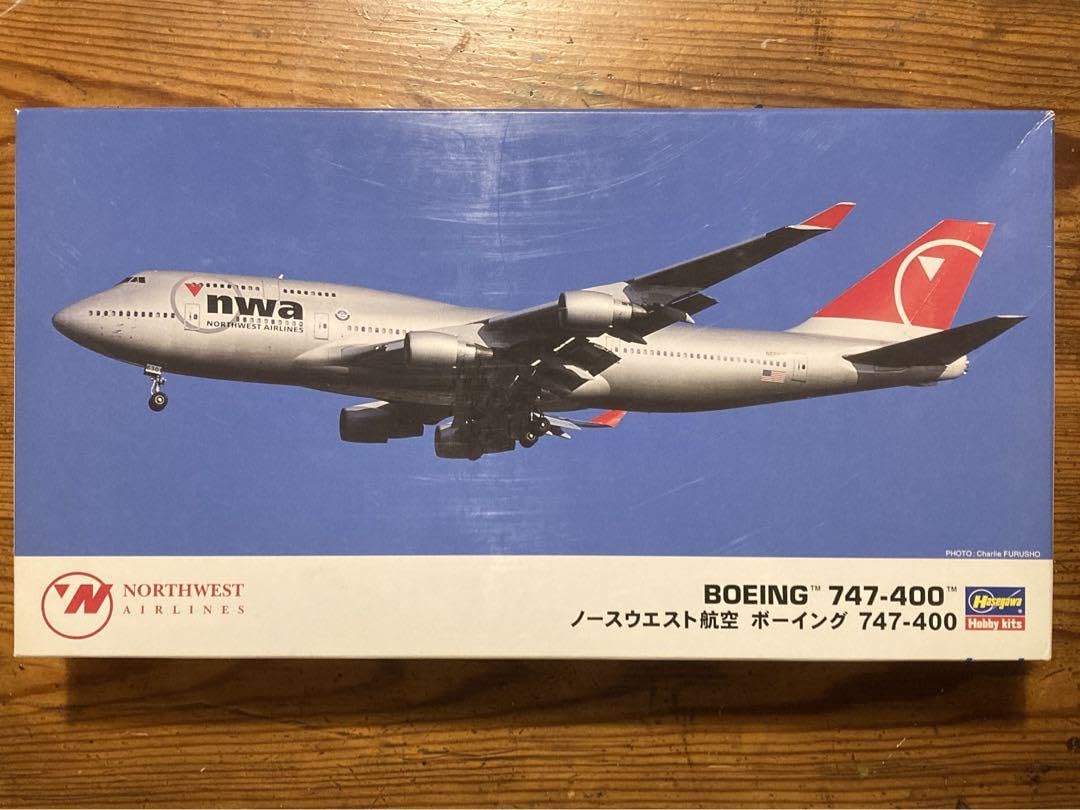 nwa
NORTHWEST AIRLINES
PHOTO : Charlie FURUSHO
NORTHWEST
AIRLINES
BOEING™ 747-400™
ノースウエスト航空 ボーイング 747-400
Hasegawa
Hobby kits